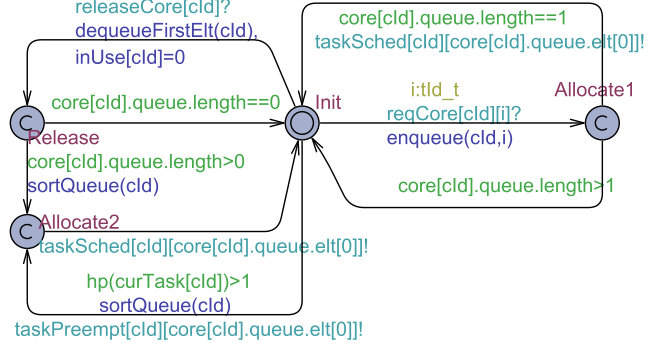 releaseCore[cId]?
dequeueFirstElt(cId),
inUse[cId]=0
core[cId].queue.length==1
taskSched[cId][core[cId].queue.elt[0]]!
core[cId].queue.length==0
Init
i:tId_t
reqCore[cId][i]?
enqueue(cId,i)
Allocate1
C
C
Release
core[cId].queue.length>0
sortQueue(cId)
core[cId].queue.length>1
C
Allocate2
taskSched[cId][core[cId].queue.elt[0]]!
hp(curTask[cId])>1
sortQueue(cId)
taskPreempt[cId][core[cId].queue.elt[0]]!